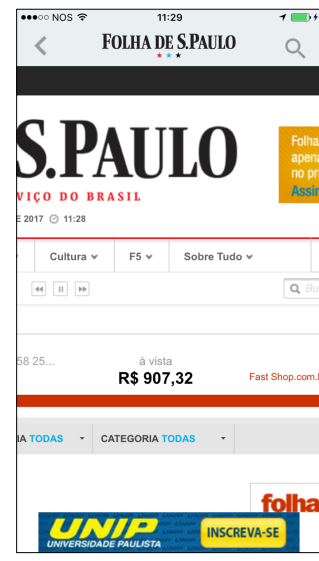 NOS 11:29
FOLHA DE S.PAULO
S.PAULO
VIÇO DO BRASIL
Folha
apena
no pr
Assin
E 2017 11:28
Cultura F5 Sobre Tudo
Bu
58 25... à vista
R$ 907,32 Fast Shop.com.
IA TODAS CATEGORIA TODAS
folha
UNIP
UNIVERSIDADE PAULISTA
INSCREVA-SE